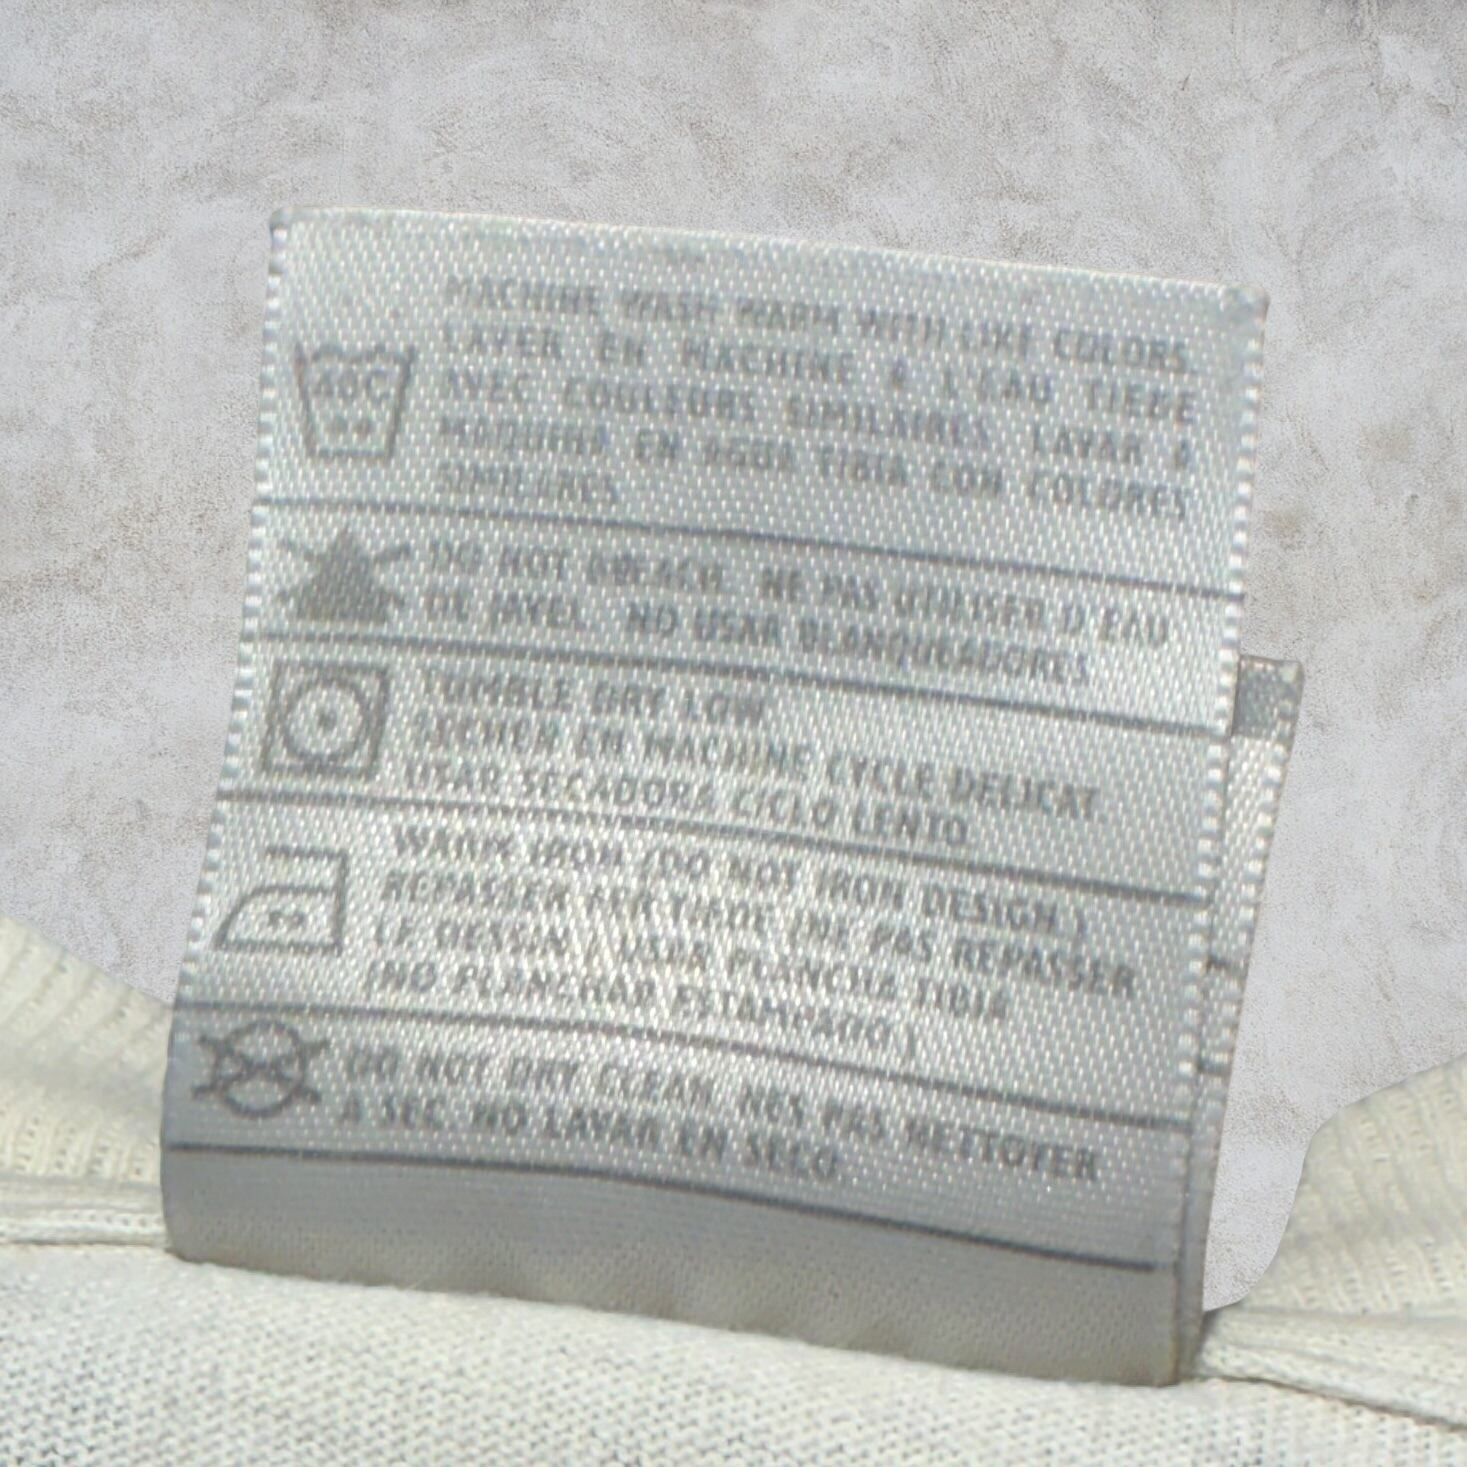 MACHINE WASH WARM WITH LIKE COLORS
LAVER EN MACHINE À L'EAU TIEDE
40C
AVEC COULEURS SIMILAIRES LAVAR A
MAQUINA EN AGUA TIBIA CON COLORES
SIMILARES
DO NOT BLEACH. NE PAS UTILISER D'EAU
DE JAVEL. NO USAR BLANQUEADORES
TUMBLE DRY LOW
SECHER EN MACHINE CYCLE DELICAT
USAR SECADORA CICLO LENTO
WARM IRON (DO NOT IRON DESIGN)
REPASSER FER TIEDE (NE PAS REPASSER
LE DESSIN) USAR PLANCHA TIBIA
(NO PLANCHAR ESTAMPADO)
DO NOT DRY CLEAN. NES PAS NETTOYER
A SEC. NO LAVAR EN SECO